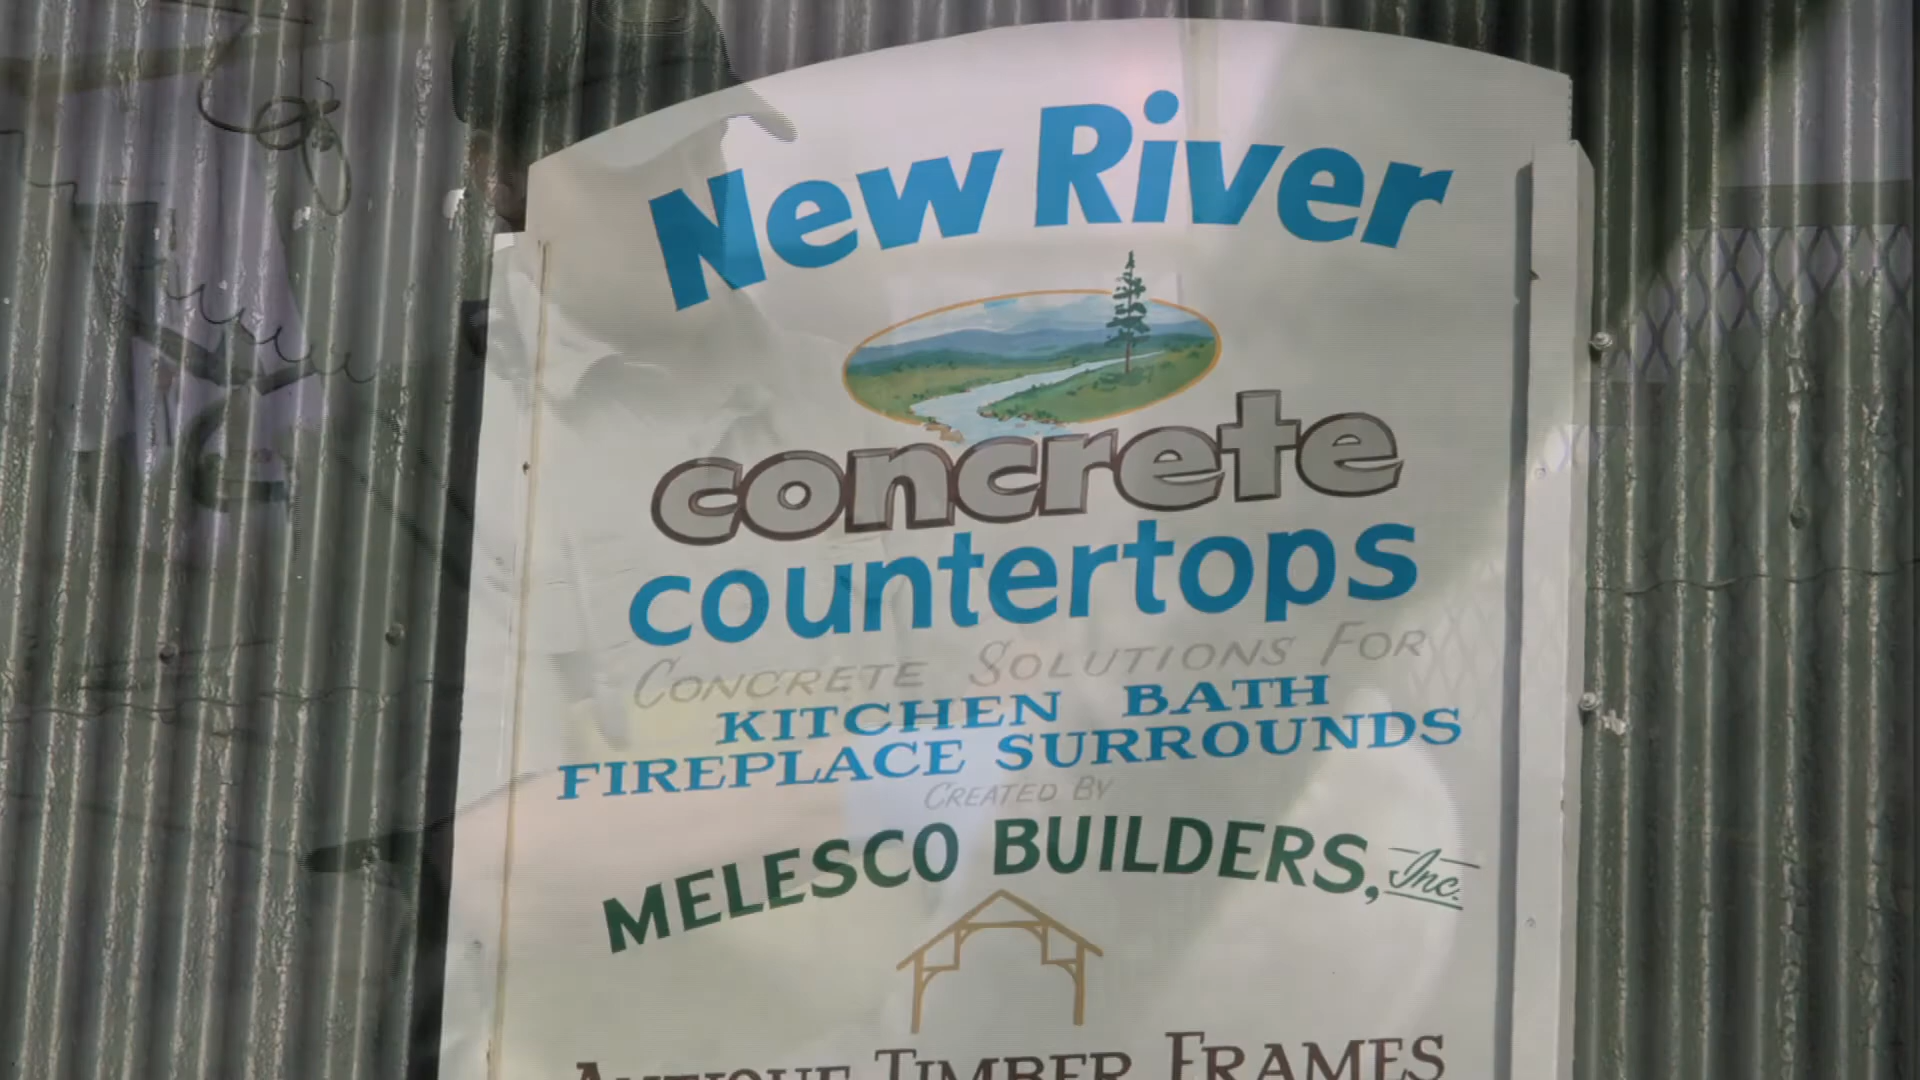 New River
concrete
countertops
CONCRETE SOLUTIONS FOR
KITCHEN BATH
FIREPLACE SURROUNDS
CREATED BY
MELESCO BUILDERS, Inc.
ANTIQUE TIMBER FRAMES